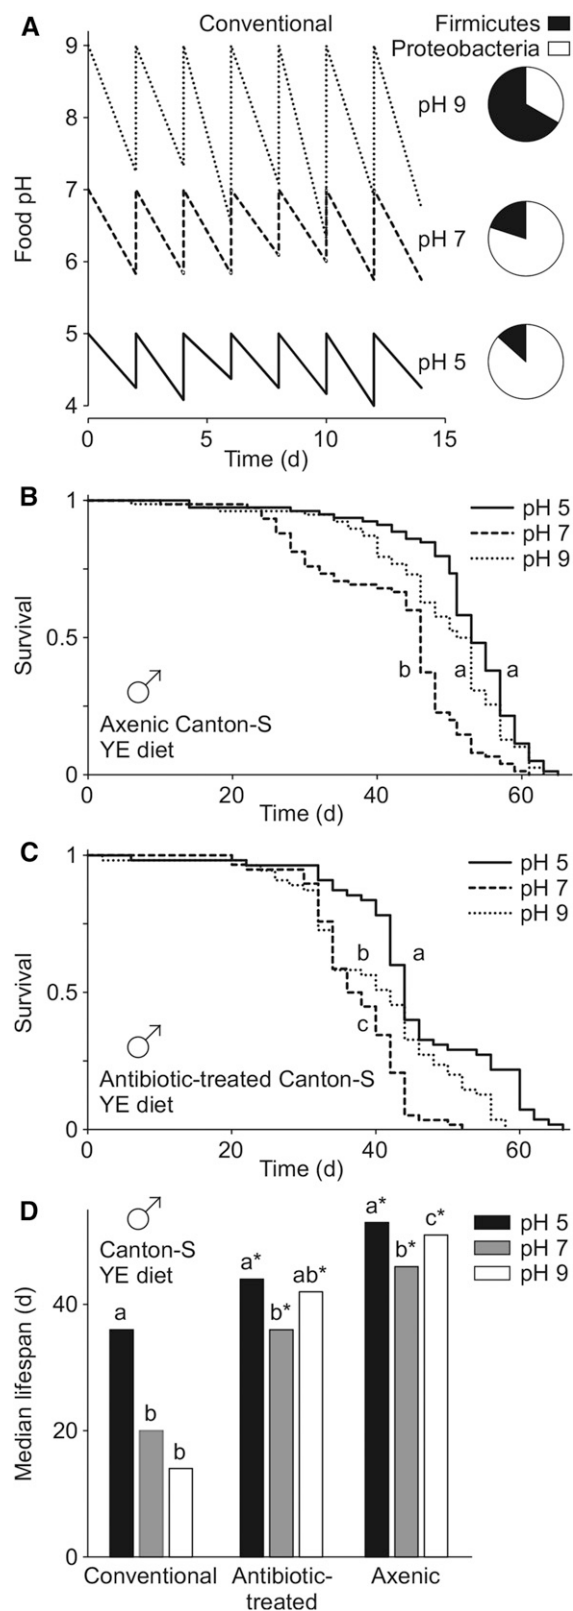 A
Conventional
Firmicutes
Proteobacteria
9
8
7
6
5
4
Food pH
pH 9
pH 7
pH 5
0 5 10 15
Time (d)
B
1
0.5
0
Survival
pH 5
pH 7
pH 9
b a a
♂
Axenic Canton-S
YE diet
0 20 40 60
Time (d)
C
1
0.5
0
Survival
pH 5
pH 7
pH 9
b a
c
♂
Antibiotic-treated Canton-S
YE diet
0 20 40 60
Time (d)
D
♂
Canton-S
YE diet
pH 5
pH 7
pH 9
Median lifespan (d)
40
20
0
a b b
a* b* ab*
a* b* c*
Conventional
Antibiotic-
treated
Axenic